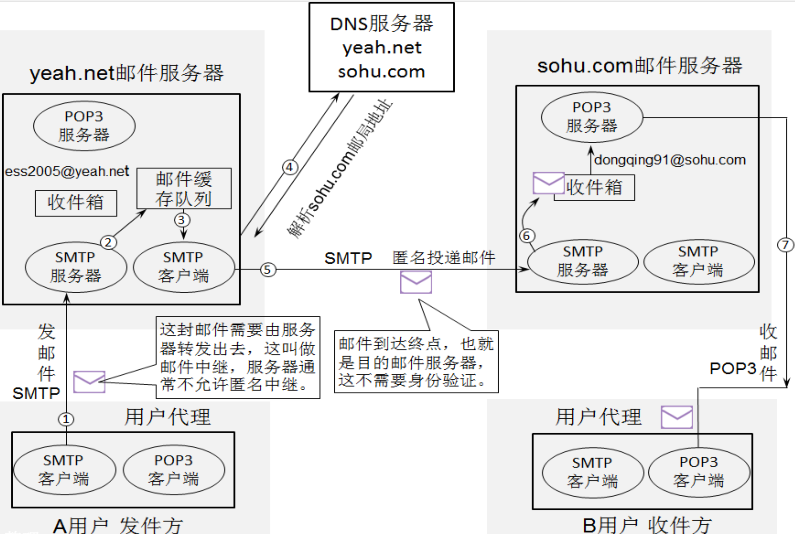 DNS服务器
yeah.net
sohu.com
yeah.net邮件服务器
POP3
服务器
ess2005@yeah.net
收件箱
邮件缓
存队列
②
③
SMTP
服务器
SMTP
客户端
④
解析sohu.com邮局地址
⑤
SMTP 匿名投递邮件
sohu.com邮件服务器
POP3
服务器
dongqing91@sohu.com
收件箱
⑥
SMTP
服务器
SMTP
客户端
⑦
发
邮
件
SMTP
①
这封邮件需要由服务
器转发出去，这叫做
邮件中继，服务器通
常不允许匿名中继。
邮件到达终点，也就
是目的邮件服务器，
这不需要身份验证。
收
邮
件
POP3
用户代理
SMTP
客户端
POP3
客户端
A用户 发件方
用户代理
SMTP
客户端
POP3
客户端
B用户 收件方